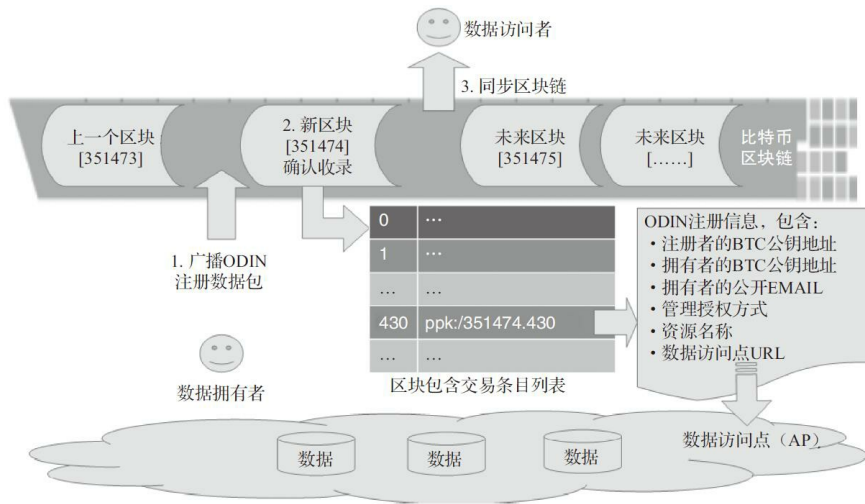 数据访问者
3. 同步区块链
上一个区块
[351473]
2. 新区块
[351474]
确认收录
未来区块
[351475]
未来区块
[……]
比特币
区块链
1. 广播ODIN
注册数据包
0 …
1 …
… …
430 ppk:/351474.430
… …
区块包含交易条目列表
ODIN注册信息，包含：
·注册者的BTC公钥地址
·拥有者的BTC公钥地址
·拥有者的公开EMAIL
·管理授权方式
·资源名称
·数据访问点URL
数据拥有者
数据
数据
数据
数据访问点（AP）